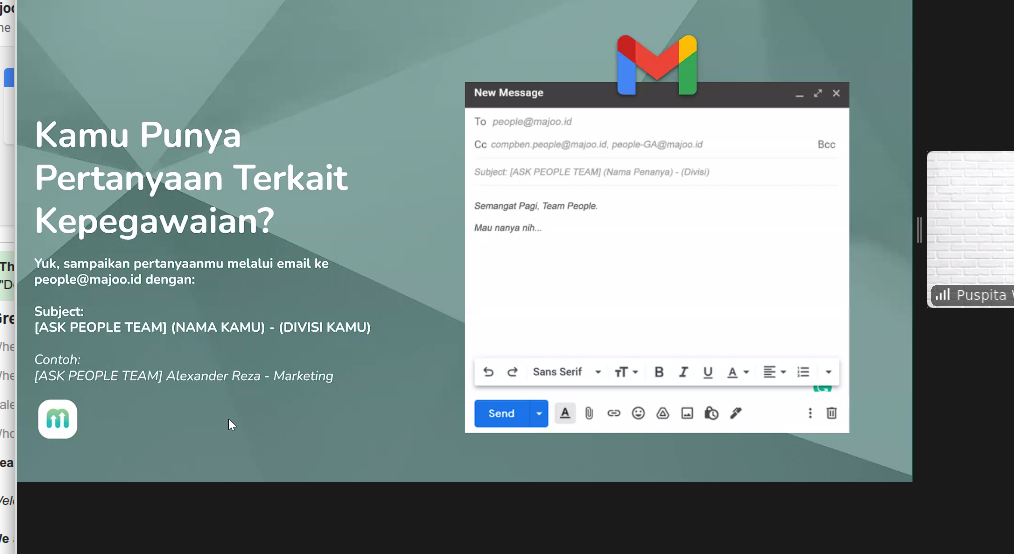 Kamu Punya
Pertanyaan Terkait
Kepegawaian?
Yuk, sampaikan pertanyaanmu melalui email ke
people@majoo.id dengan:
Subject:
[ASK PEOPLE TEAM] (NAMA KAMU) - (DIVISI KAMU)
Contoh:
[ASK PEOPLE TEAM] Alexander Reza - Marketing
New Message
To people@majoo.id
Cc compben.people@majoo.id, people-GA@majoo.id Bcc
Subject: [ASK PEOPLE TEAM] (Nama Penanya) - (Divisi)
Semangat Pagi, Team People.
Mau nanya nih...
Sans Serif
Send
Puspita